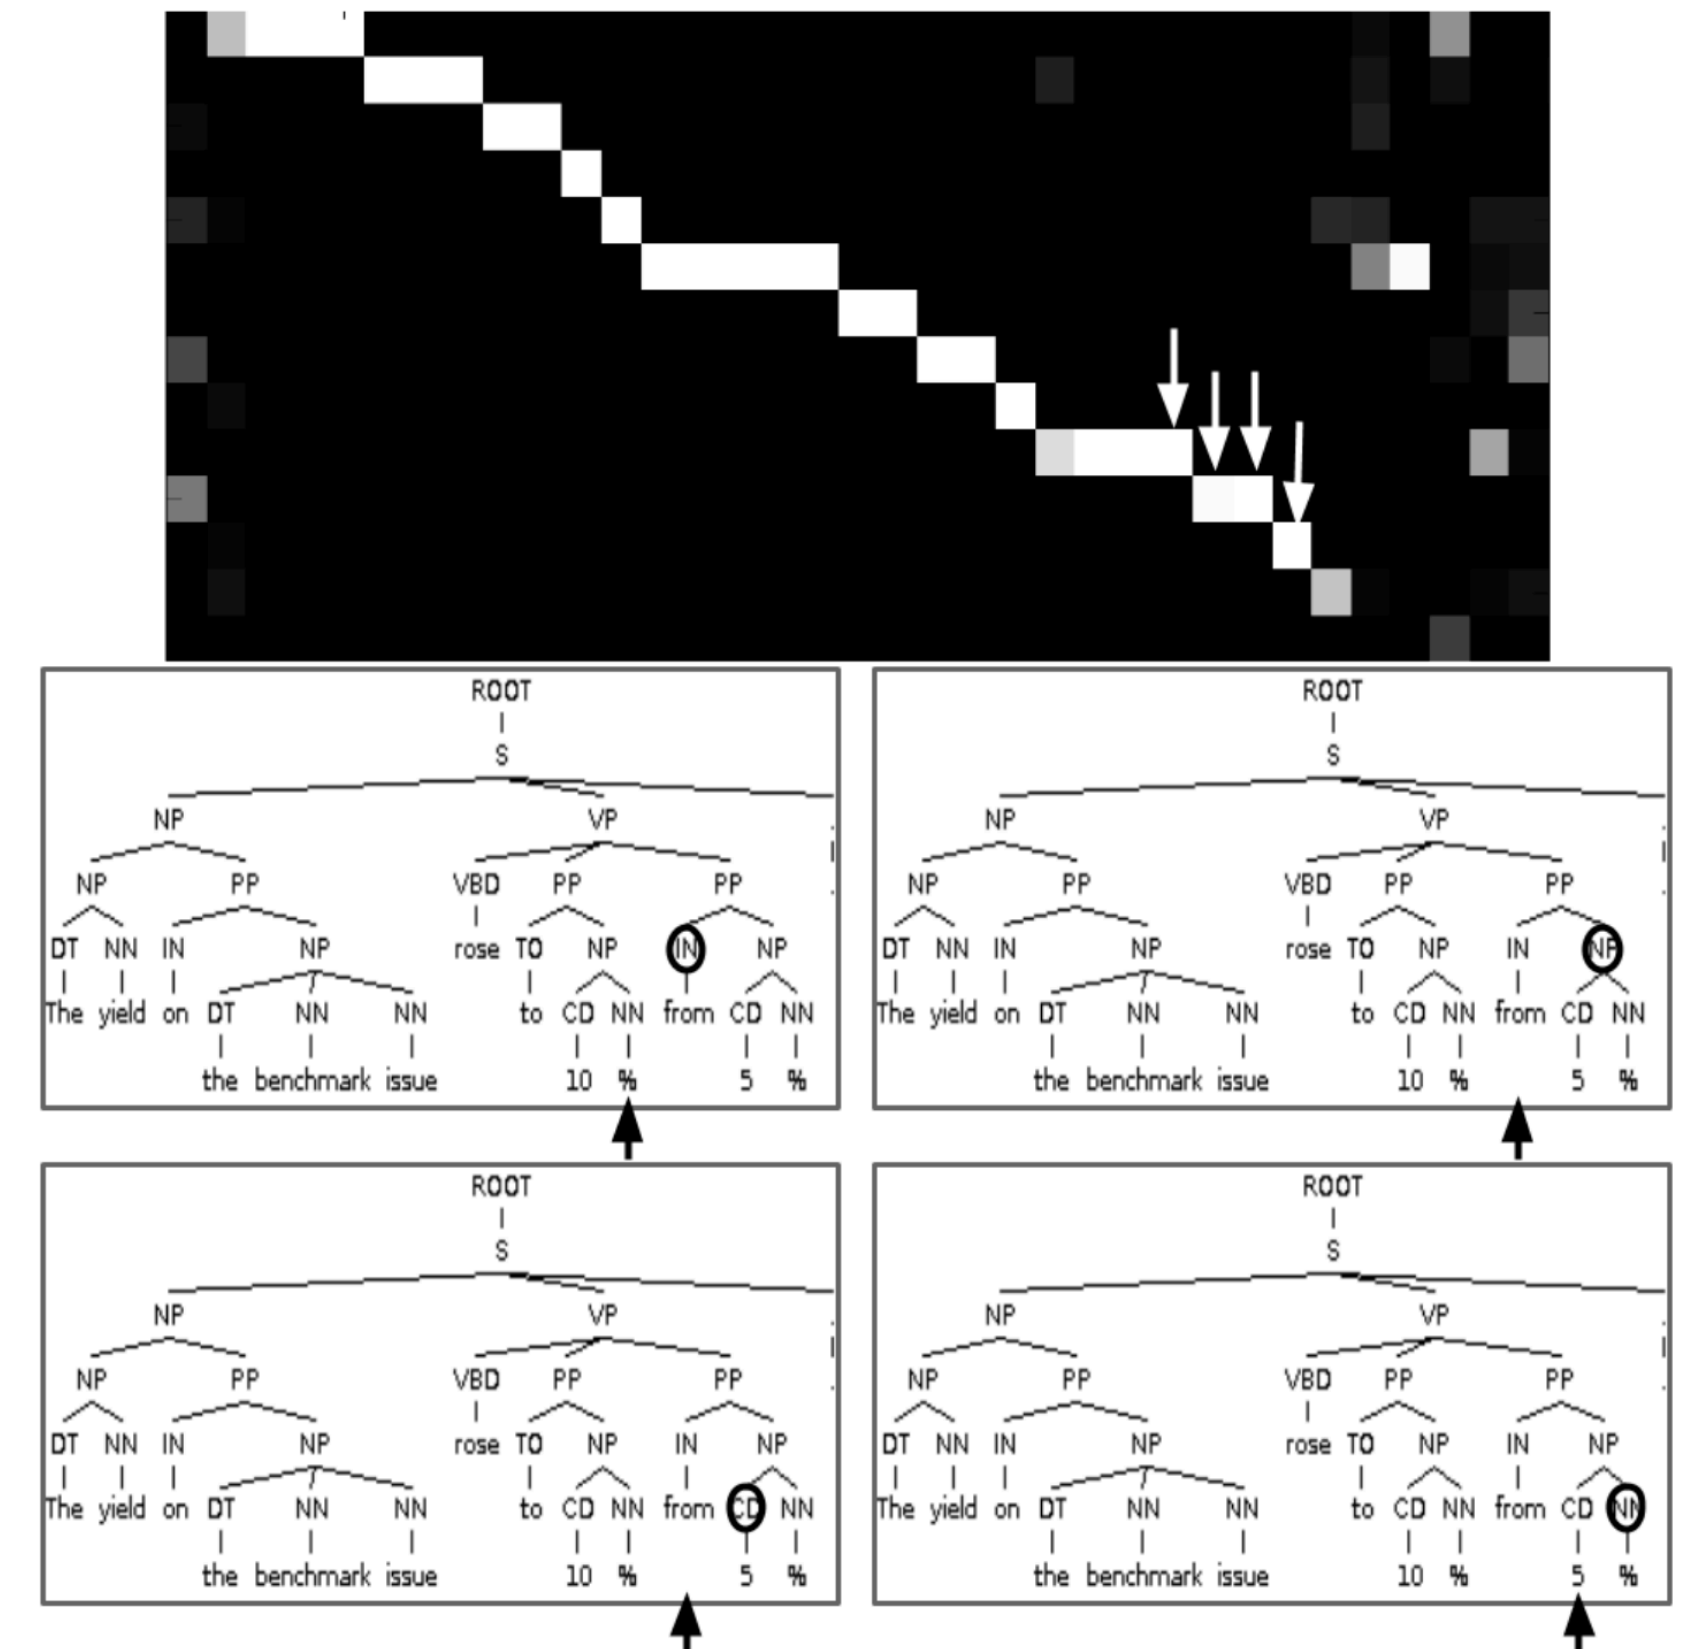 ROOT
S
NP VP .
NP PP VBD PP PP .
DT NN IN NP rose TO NP IN NP
The yield on DT NN NN to CD NN from CD NN
the benchmark issue 10 % 5 %
ROOT
S
NP VP .
NP PP VBD PP PP .
DT NN IN NP rose TO NP IN NP
The yield on DT NN NN to CD NN from CD NN
the benchmark issue 10 % 5 %
ROOT
S
NP VP .
NP PP VBD PP PP .
DT NN IN NP rose TO NP IN NP
The yield on DT NN NN to CD NN from CD NN
the benchmark issue 10 % 5 %
ROOT
S
NP VP .
NP PP VBD PP PP .
DT NN IN NP rose TO NP IN NP
The yield on DT NN NN to CD NN from CD NN
the benchmark issue 10 % 5 %